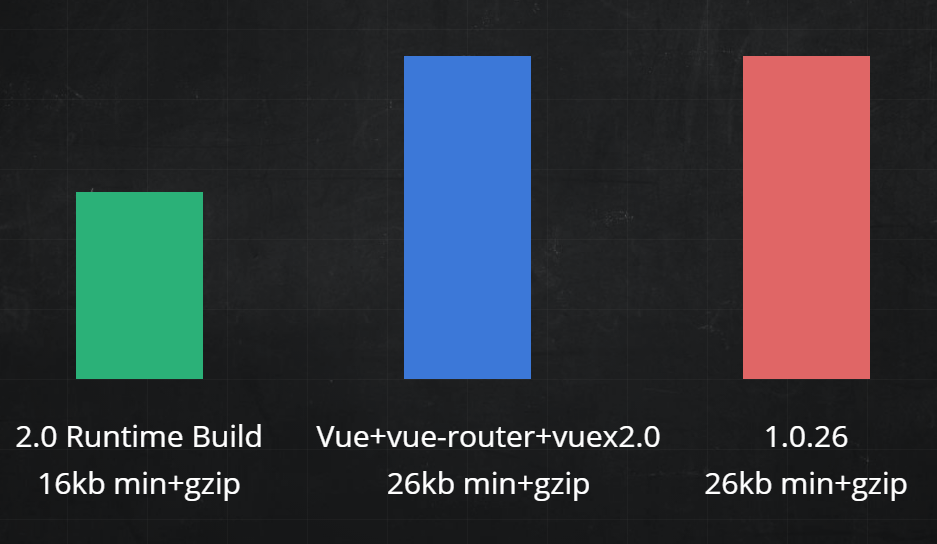 2.0 Runtime Build
16kb min+gzip
Vue+vue-router+vuex2.0
26kb min+gzip
1.0.26
26kb min+gzip